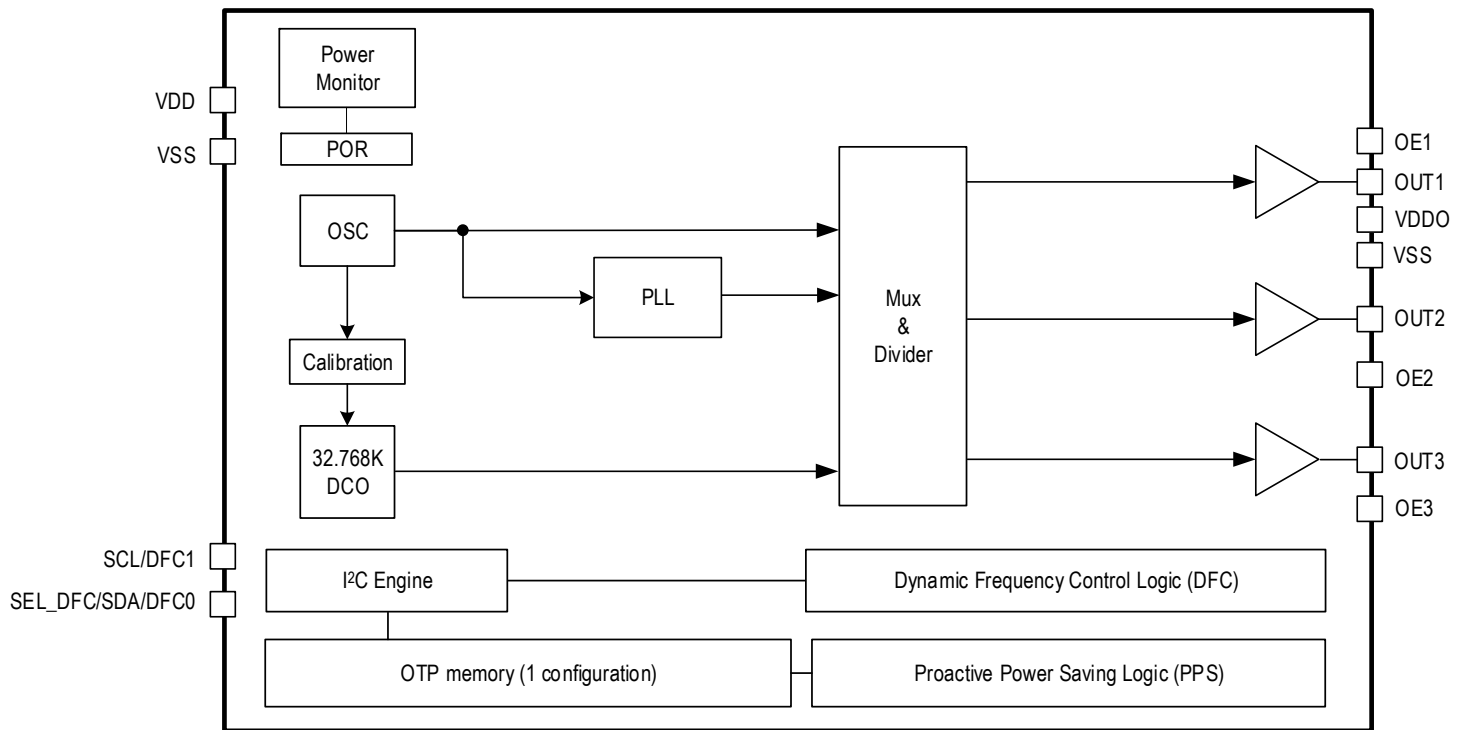 Power
Monitor
VDD
VSS
POR
OSC
PLL
Calibration
32.768K
DCO
Mux
&
Divider
OE1
OUT1
VDDO
VSS
OUT2
OE2
OUT3
OE3
SCL/DFC1
SEL_DFC/SDA/DFC0
I²C Engine
Dynamic Frequency Control Logic (DFC)
OTP memory (1 configuration)
Proactive Power Saving Logic (PPS)